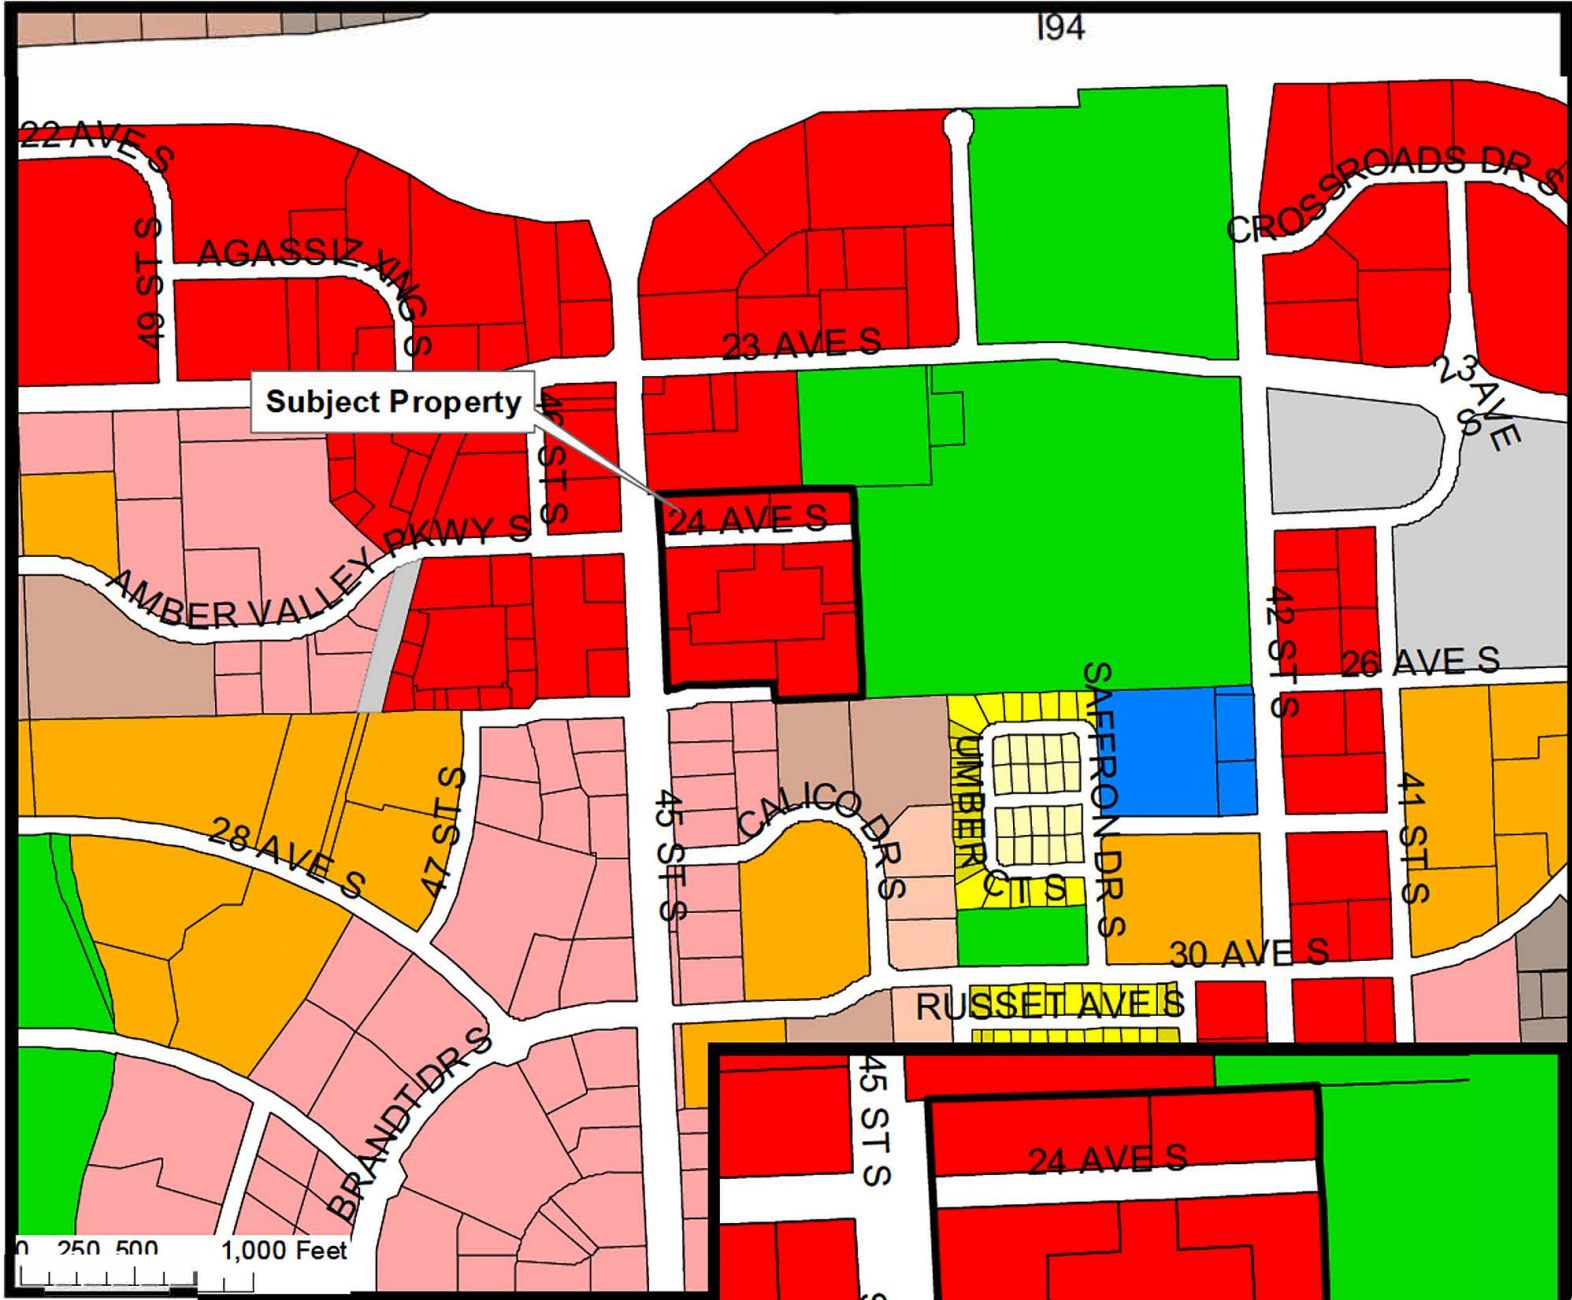 I94
22 AVE S
CROSSROADS DR S
49 ST S
AGASSIZ XING S
23 AVE S
23 AVE S
Subject Property
46 ST S
24 AVE S
AMBER VALLEY PKWY S
42 ST S
26 AVE S
SAFFRON DR S
UMBER CT S
47 ST S
45 ST S
CALICO DR S
41 ST S
28 AVE S
30 AVE S
RUSSET AVE S
BRANDT DR S
45 ST S
24 AVE S
S
0 250 500 1,000 Feet